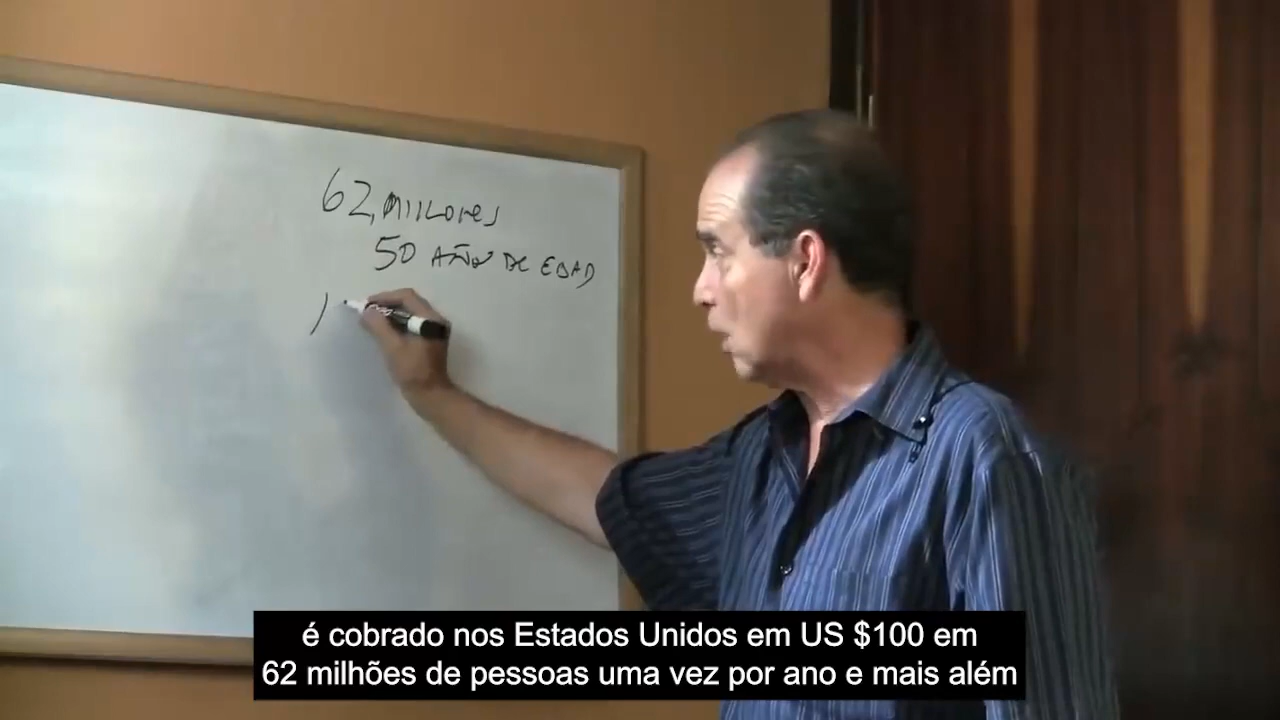 62, MILLONES
50 AÑOS DE EDAD
1
é cobrado nos Estados Unidos em US $100 em
62 milhões de pessoas uma vez por ano e mais além